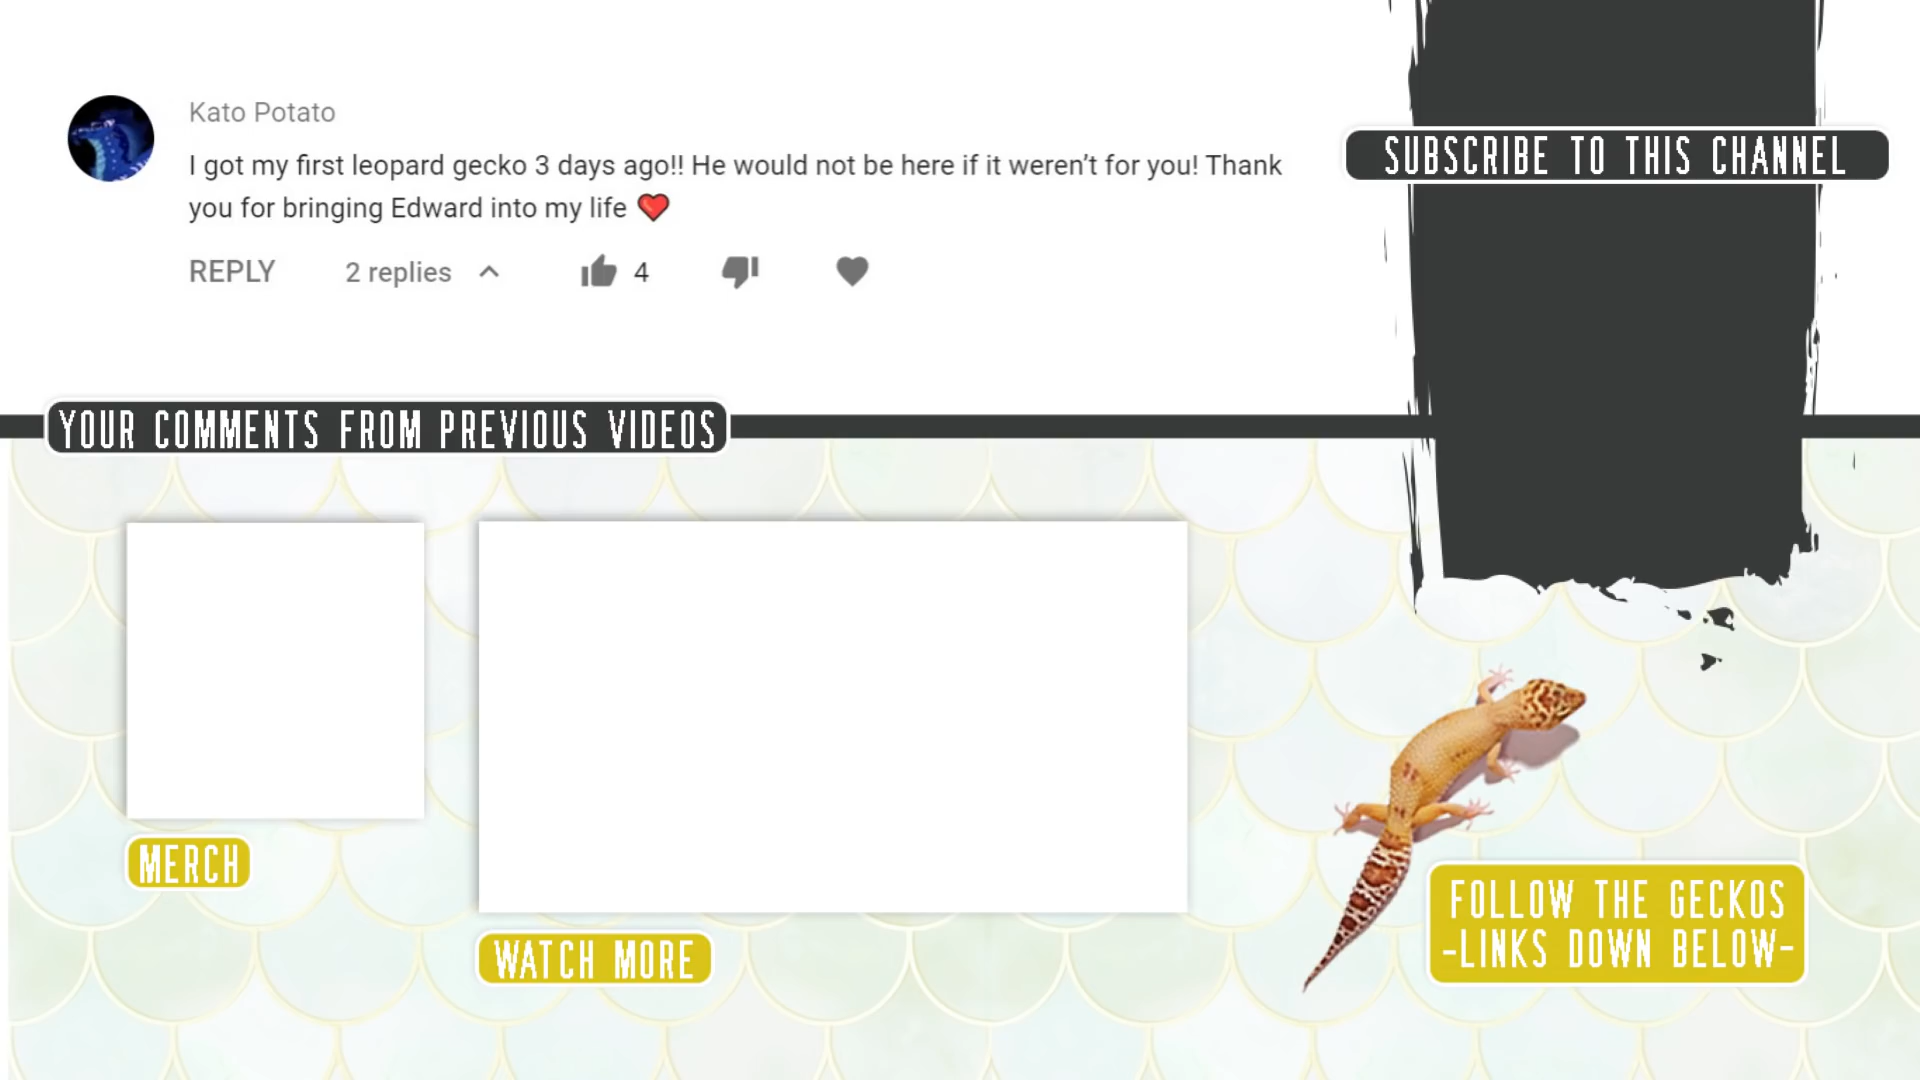 Kato Potato
I got my first leopard gecko 3 days ago!! He would not be here if it weren't for you! Thank
you for bringing Edward into my life
REPLY 2 replies 4
SUBSCRIBE TO THIS CHANNEL
YOUR COMMENTS FROM PREVIOUS VIDEOS
MERCH
WATCH MORE
FOLLOW THE GECKOS
-LINKS DOWN BELOW-